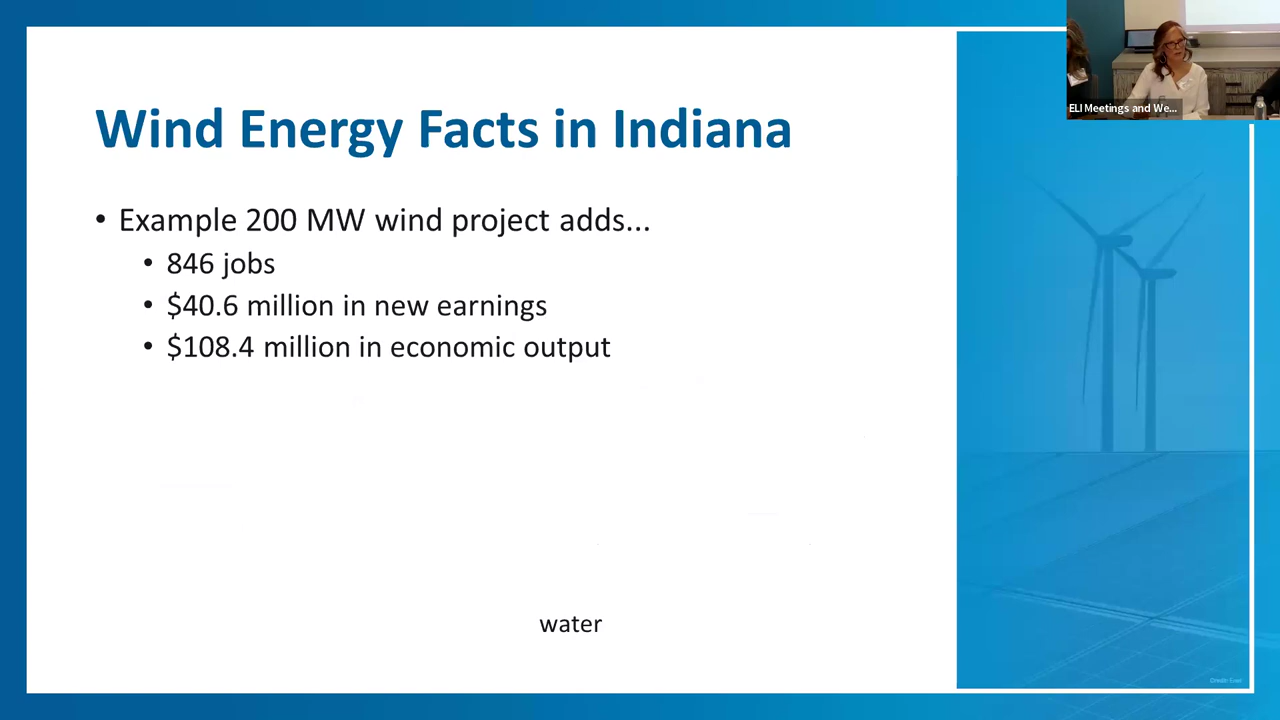 ELI Meetings and We...
Wind Energy Facts in Indiana
• Example 200 MW wind project adds...
• 846 jobs
• $40.6 million in new earnings
• $108.4 million in economic output
water